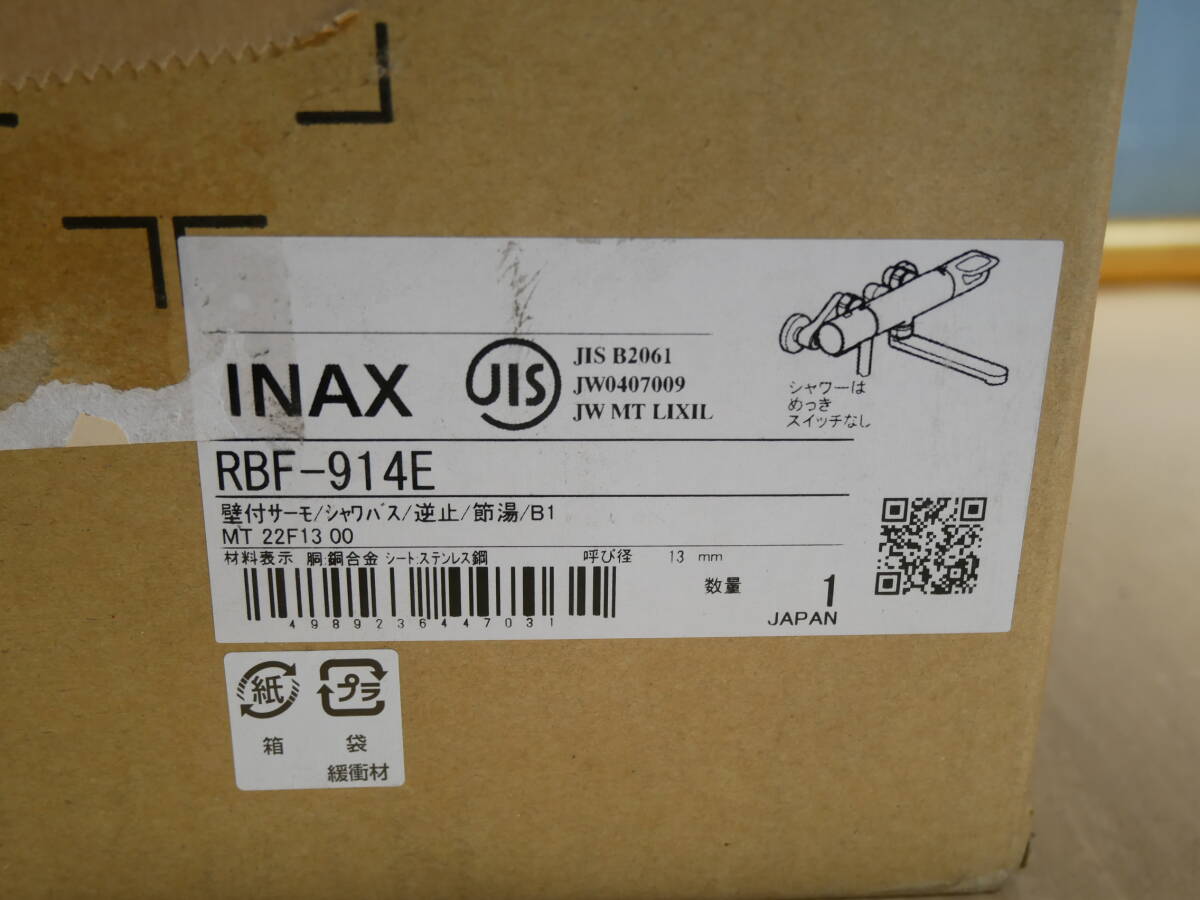 INAX
JIS
JIS B2061
JW0407009
JW MT LIXIL
シャワーは
めっき
スイッチなし
RBF-914E
壁付サーモ/シャワバス/逆止/節湯/B1
MT 22F13 00
材料表示 胴:銅合金 シート:ステンレス鋼 呼び径 13 mm
数量 1
JAPAN
4989236447031
紙
箱
プラ
袋
緩衝材